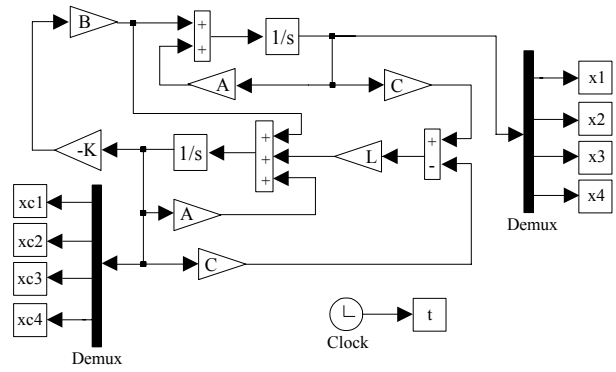 B
+
+
1/s
A
C
x1
x2
x3
x4
Demux
-K
1/s
+
+
+
L
+
-
A
C
xc1
xc2
xc3
xc4
Demux
t
Clock